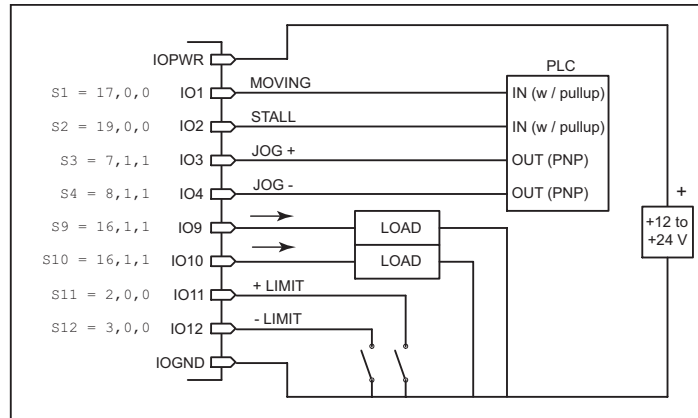 IOPWR
PLC
S1 = 17,0,0 IO1 MOVING IN (w / pullup)
S2 = 19,0,0 IO2 STALL IN (w / pullup)
S3 = 7,1,1 IO3 JOG + OUT (PNP)
S4 = 8,1,1 IO4 JOG - OUT (PNP)
+
S9 = 16,1,1 IO9 LOAD
+12 to
+24 V
S10 = 16,1,1 IO10 LOAD
S11 = 2,0,0 IO11 + LIMIT
S12 = 3,0,0 IO12 - LIMIT
IOGND